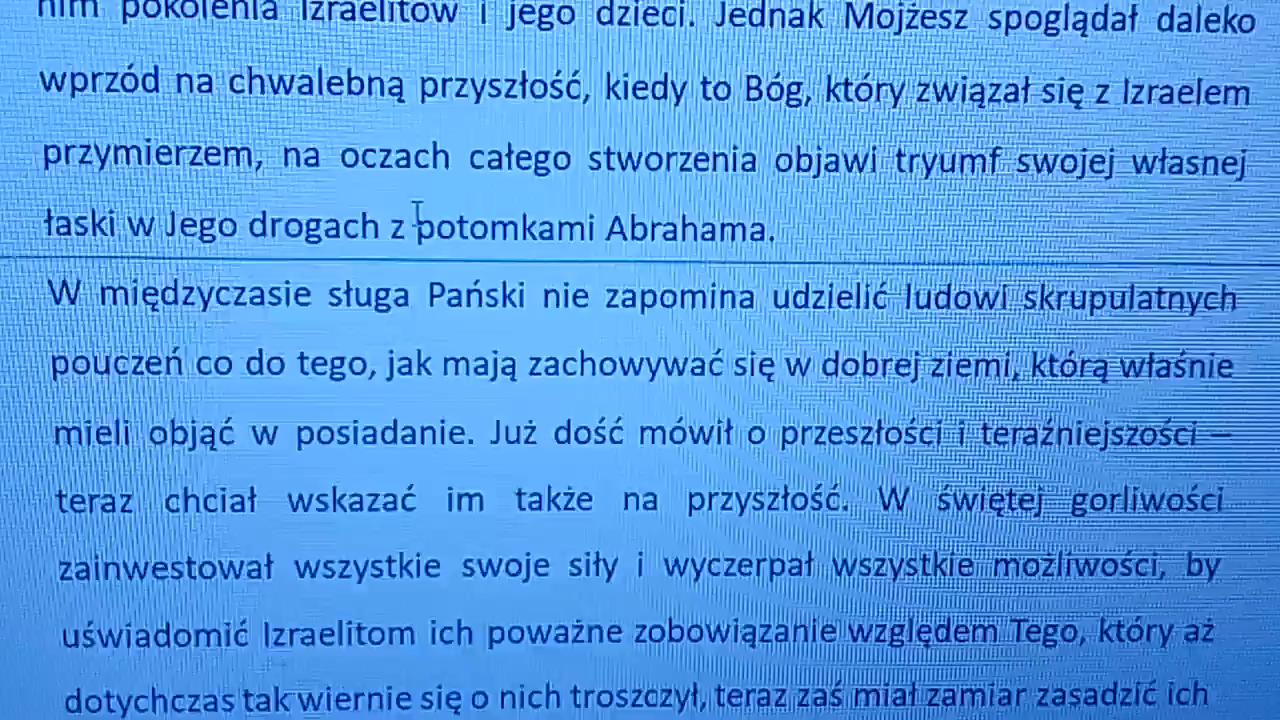 nim pokolenia Izraelitów i jego dzieci. Jednak Mojżesz spoglądał daleko
wprzód na chwalebną przyszłość, kiedy to Bóg, który związał się z Izraelem
przymierzem, na oczach całego stworzenia objawi tryumf swojej własnej
łaski w Jego drogach z potomkami Abrahama.
W międzyczasie sługa Pański nie zapomina udzielić ludowi skrupulatnych
pouczeń co do tego, jak mają zachowywać się w dobrej ziemi, którą właśnie
mieli objąć w posiadanie. Już dość mówił o przeszłości i teraźniejszości –
teraz chciał wskazać im także na przyszłość. W świętej gorliwości
zainwestował wszystkie swoje siły i wyczerpał wszystkie możliwości, by
uświadomić Izraelitom ich poważne zobowiązanie względem Tego, który aż
dotychczas tak wiernie się o nich troszczył, teraz zaś miał zamiar zasadzić ich